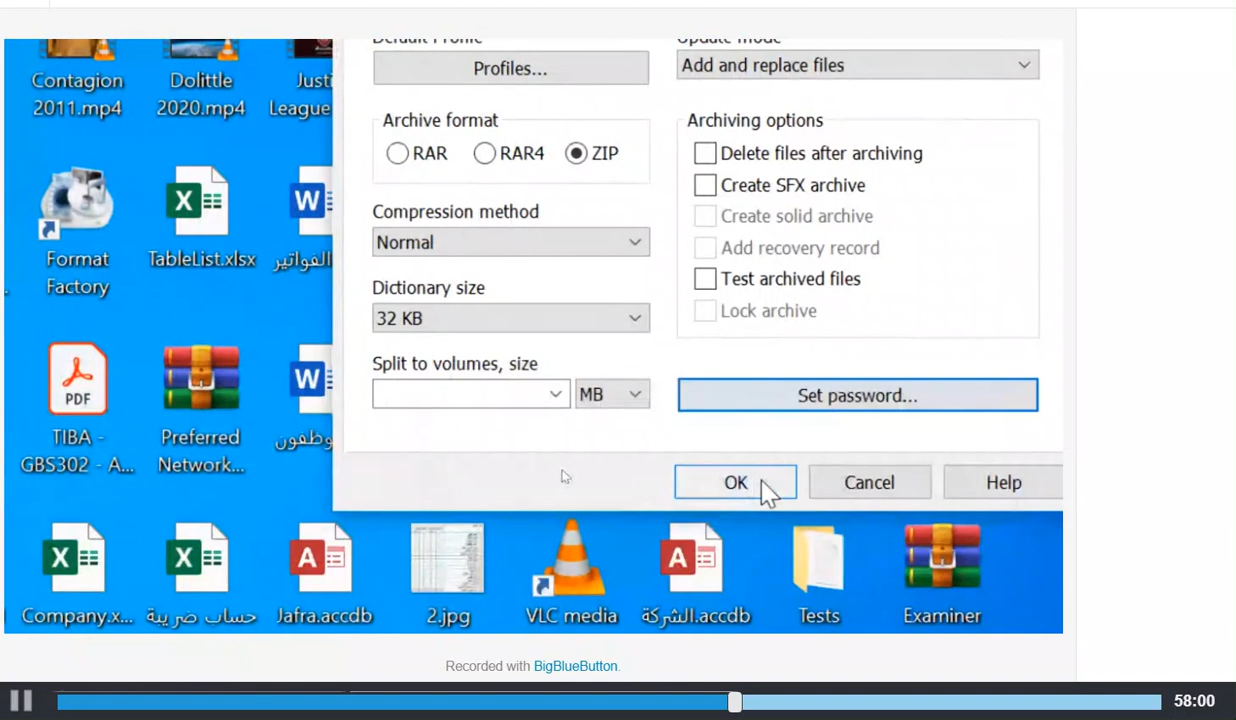 Default Profile
Update mode
Contagion
2011.mp4
Dolittle
2020.mp4
Justi
League
Profiles...
Add and replace files
Archive format
RAR
RAR4
ZIP
Archiving options
Delete files after archiving
Create SFX archive
Create solid archive
Add recovery record
Test archived files
Lock archive
Compression method
Normal
Format
Factory
TableList.xlsx
الفواتير
Dictionary size
32 KB
Split to volumes, size
MB
Set password...
PDF
TIBA -
GBS302 - A...
Preferred
Network...
وظفون
OK
Cancel
Help
Company.x...
حساب ضريبة
Jafra.accdb
2.jpg
VLC media
الشركة.accdb
Tests
Examiner
Recorded with BigBlueButton.
58:00